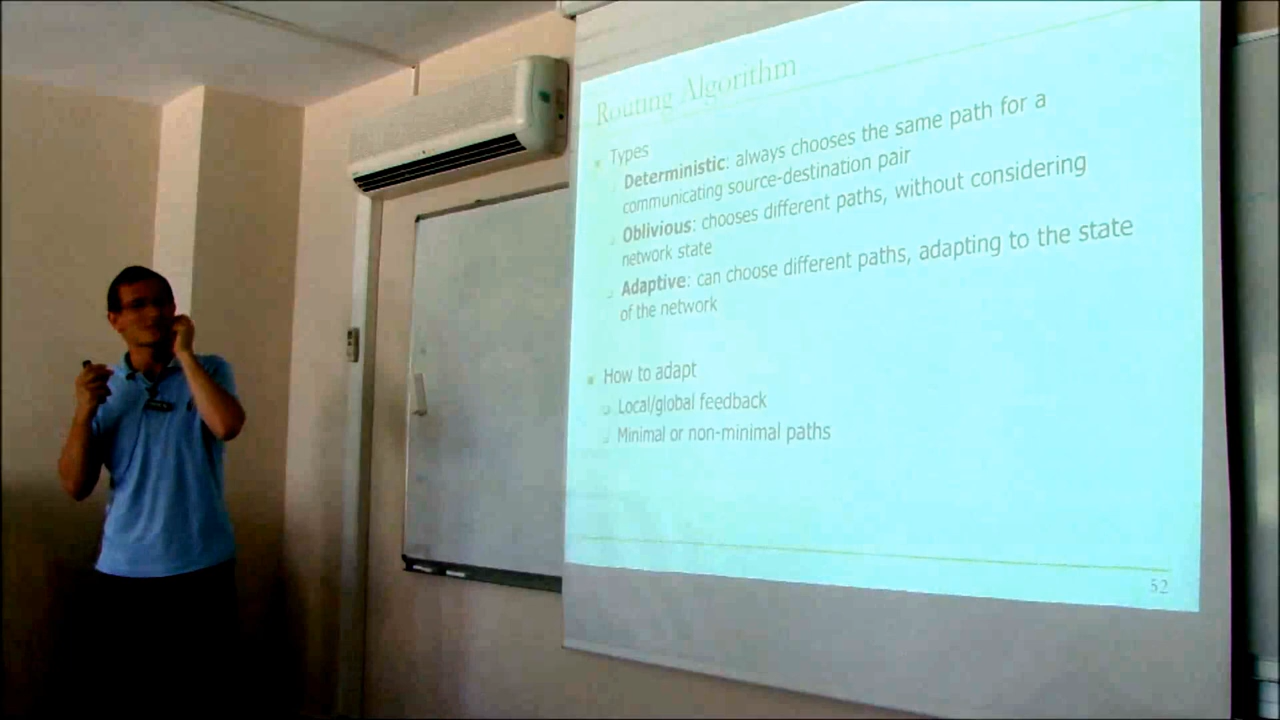 Routing Algorithm
Types
Deterministic: always chooses the same path for a
communicating source-destination pair
Oblivious: chooses different paths, without considering
network state
Adaptive: can choose different paths, adapting to the state
of the network
How to adapt
Local/global feedback
Minimal or non-minimal paths
52